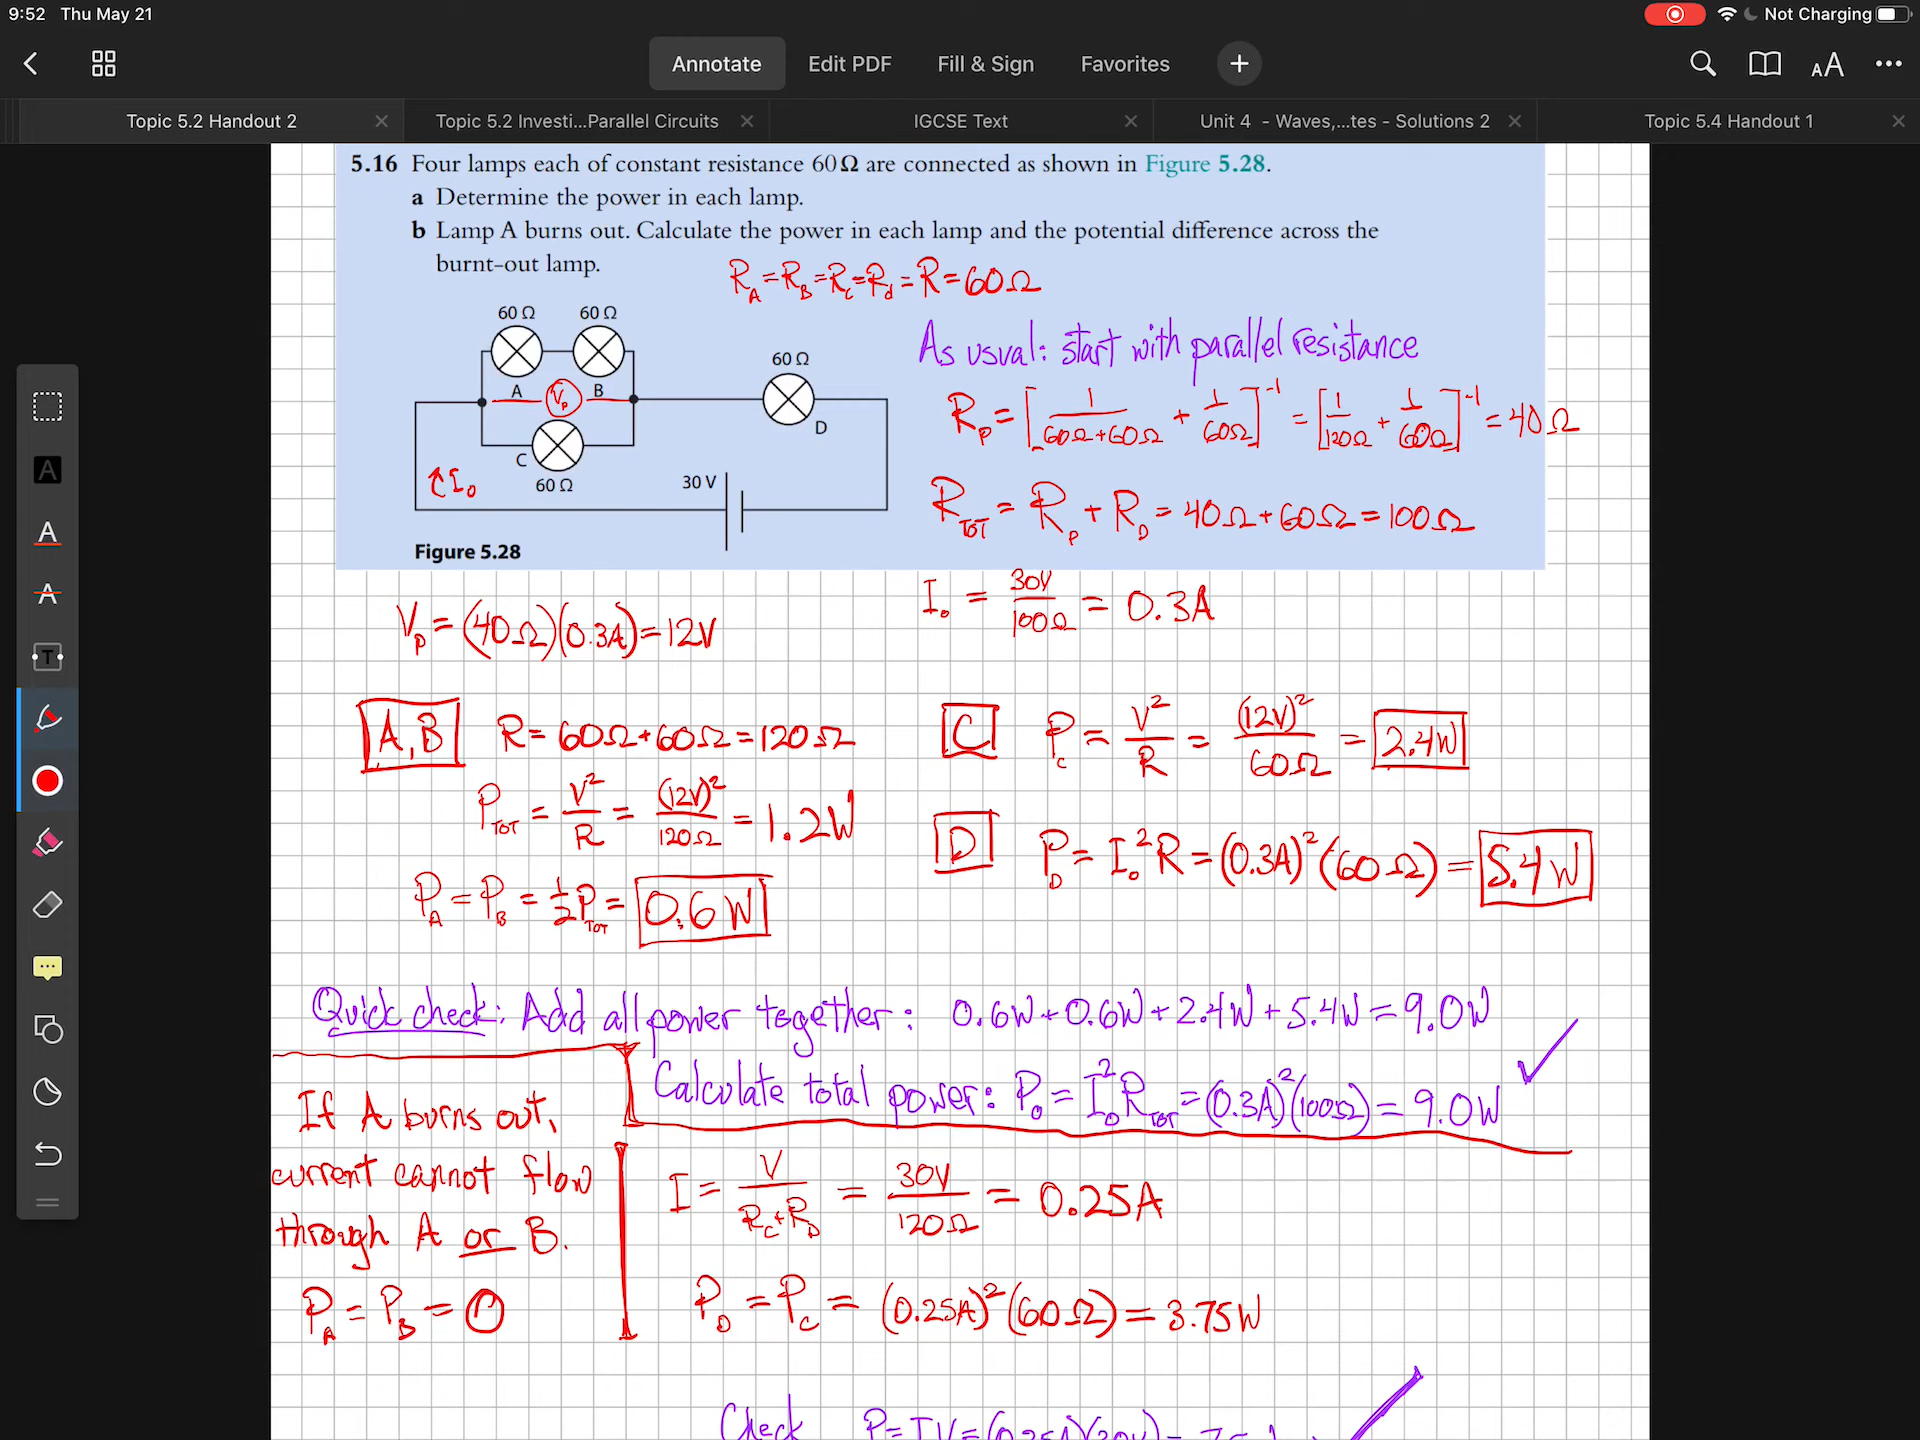 9:52 Thu May 21
Not Charging
Annotate Edit PDF Fill & Sign Favorites
Topic 5.2 Handout 2
Topic 5.2 Investi...Parallel Circuits
IGCSE Text
Unit 4 - Waves,...tes - Solutions 2
Topic 5.4 Handout 1
5.16 Four lamps each of constant resistance 60 Ω are connected as shown in Figure 5.28.
a Determine the power in each lamp.
b Lamp A burns out. Calculate the power in each lamp and the potential difference across the
burnt-out lamp.
R_A = R_B = R_C = R_d = R = 60Ω
60 Ω 60 Ω
A V_P B
60 Ω
D
C
60 Ω
↑I₀
30 V
Figure 5.28
As usual: start with parallel resistance
R_P = [1/(60Ω+60Ω) + 1/60Ω]⁻¹ = [1/120Ω + 1/60Ω]⁻¹ = 40Ω
R_TOT = R_P + R_D = 40Ω + 60Ω = 100Ω
I₀ = 30V/100Ω = 0.3A
V_P = (40Ω)(0.3A) = 12V
A, B R = 60Ω + 60Ω = 120Ω
P_TOT = V²/R = (12V)²/120Ω = 1.2W
P_A = P_B = ½P_TOT = 0.6W
C P_C = V²/R = (12V)²/60Ω = 2.4W
D P_D = I₀²R = (0.3A)²(60Ω) = 5.4W
Quick check: Add all power together: 0.6W + 0.6W + 2.4W + 5.4W = 9.0W
Calculate total power: P₀ = I₀²R_TOT = (0.3A)²(100Ω) = 9.0W ✓
If A burns out,
current cannot flow
through A or B.
P_A = P_B = 0
I = V/(R_C+R_D) = 30V/120Ω = 0.25A
P_D = P_C = (0.25A)²(60Ω) = 3.75W
Check P = IV = (0.25A)(30V) =